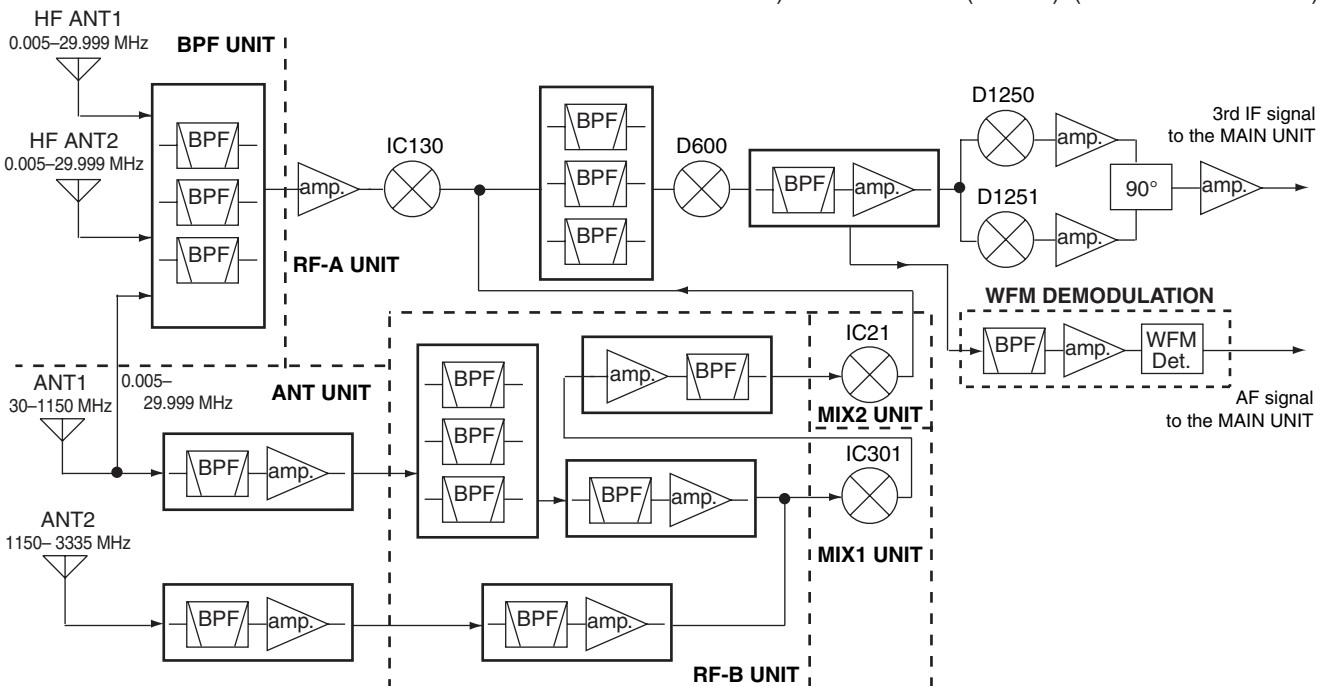 HF ANT1
0.005–29.999 MHz
BPF UNIT
HF ANT2
0.005–29.999 MHz
BPF
BPF
BPF
amp.
IC130
RF-A UNIT
BPF
BPF
BPF
D600
BPF
amp.
D1250
amp.
D1251
amp.
90°
amp.
3rd IF signal
to the MAIN UNIT
WFM DEMODULATION
BPF
amp.
WFM
Det.
AF signal
to the MAIN UNIT
ANT1
30–1150 MHz
0.005–
29.999 MHz
ANT UNIT
BPF
amp.
BPF
BPF
BPF
amp.
BPF
IC21
MIX2 UNIT
BPF
amp.
IC301
MIX1 UNIT
ANT2
1150– 3335 MHz
BPF
amp.
BPF
amp.
RF-B UNIT